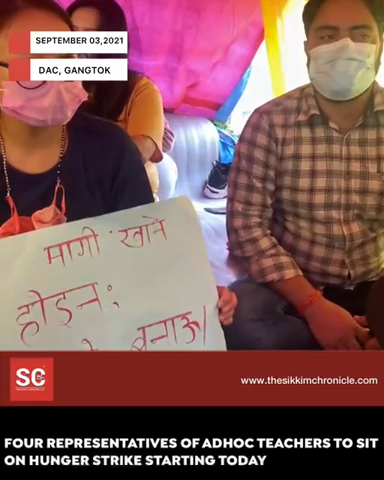 SEPTEMBER 03,2021
DAC, GANGTOK
मागी खाने
होइन;
बनाऊ।
SC
www.thesikkimchronicle.com
FOUR REPRESENTATIVES OF ADHOC TEACHERS TO SIT
ON HUNGER STRIKE STARTING TODAY